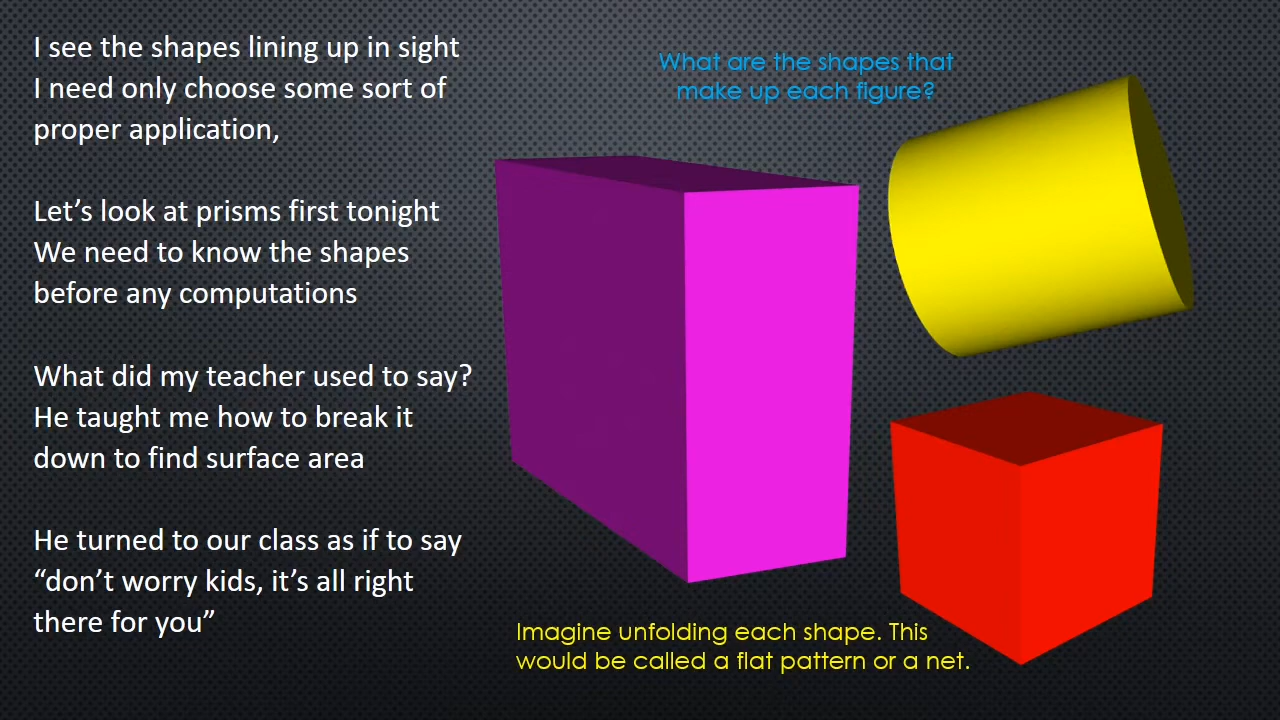 I see the shapes lining up in sight
I need only choose some sort of
proper application,
Let’s look at prisms first tonight
We need to know the shapes
before any computations
What did my teacher used to say?
He taught me how to break it
down to find surface area
He turned to our class as if to say
“don’t worry kids, it’s all right
there for you”
What are the shapes that
make up each figure?
Imagine unfolding each shape. This
would be called a flat pattern or a net.